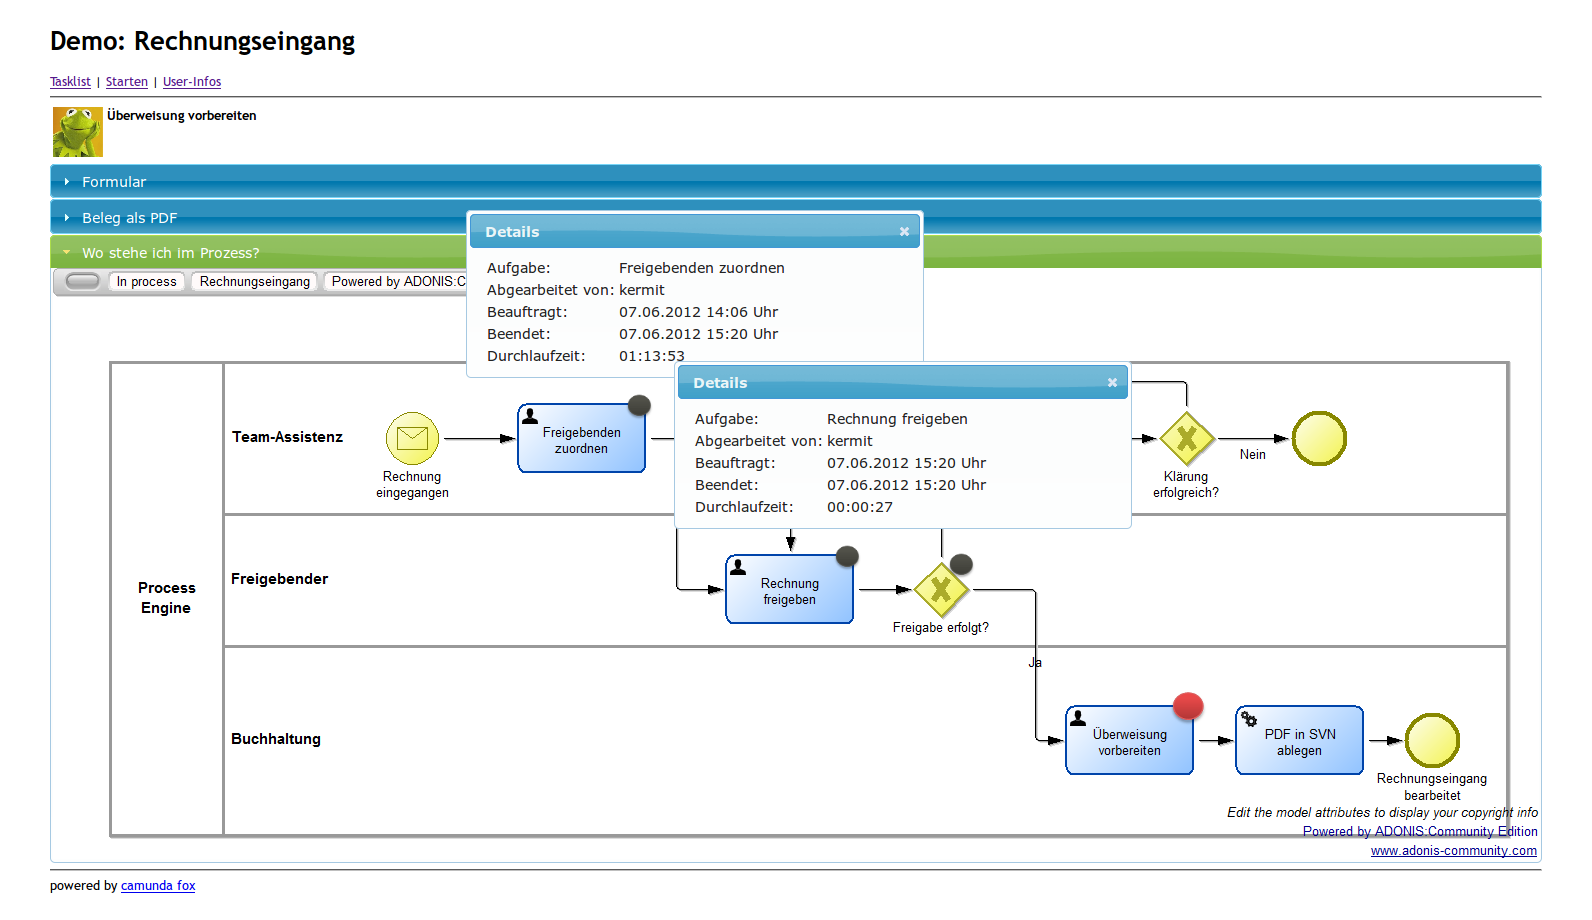 Demo: Rechnungseingang
Tasklist | Starten | User-Infos
Überweisung vorbereiten
Formular
Beleg als PDF
Wo stehe ich im Prozess?
In process
Rechnungseingang
Powered by ADONIS:C
Details
Aufgabe: Freigebenden zuordnen
Abgearbeitet von: kermit
Beauftragt: 07.06.2012 14:06 Uhr
Beendet: 07.06.2012 15:20 Uhr
Durchlaufzeit: 01:13:53
Details
Aufgabe: Rechnung freigeben
Abgearbeitet von: kermit
Beauftragt: 07.06.2012 15:20 Uhr
Beendet: 07.06.2012 15:20 Uhr
Durchlaufzeit: 00:00:27
Process
Engine
Team-Assistenz
Rechnung
eingegangen
Freigebenden
zuordnen
Klärung
erfolgreich?
Nein
Freigebender
Rechnung
freigeben
Freigabe erfolgt?
Ja
Buchhaltung
Überweisung
vorbereiten
PDF in SVN
ablegen
Rechnungseingang
bearbeitet
Edit the model attributes to display your copyright info
Powered by ADONIS:Community Edition
www.adonis-community.com
powered by camunda fox